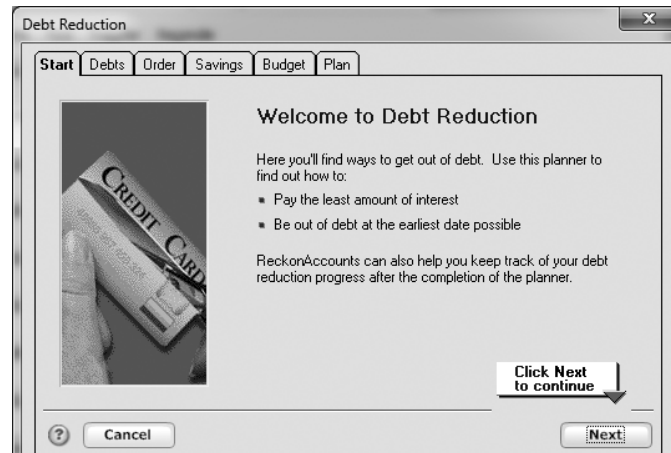 Debt Reduction
x
Start Debts Order Savings Budget Plan
Welcome to Debt Reduction
Here you'll find ways to get out of debt. Use this planner to
find out how to:
Pay the least amount of interest
Be out of debt at the earliest date possible
ReckonAccounts can also help you keep track of your debt
reduction progress after the completion of the planner.
CREDIT CARD
Click Next
to continue
? Cancel Next